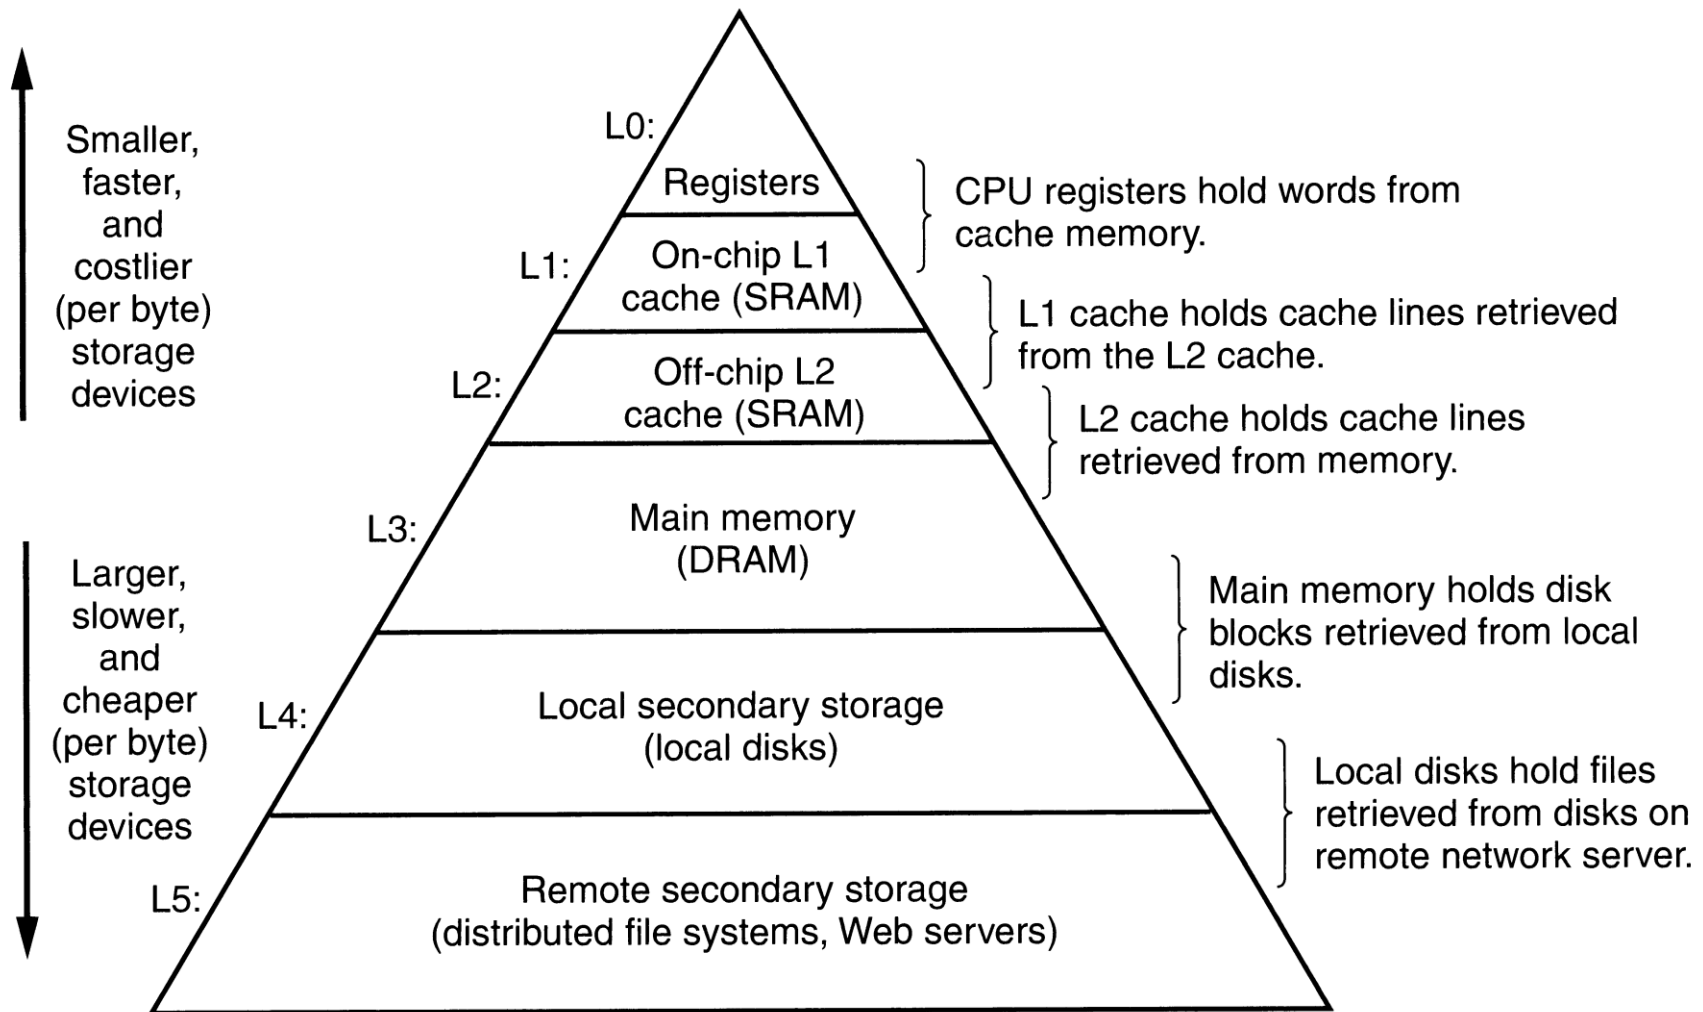 Smaller,
faster,
and
costlier
(per byte)
storage
devices
Larger,
slower,
and
cheaper
(per byte)
storage
devices
L0:
Registers
L1:
On-chip L1
cache (SRAM)
L2:
Off-chip L2
cache (SRAM)
L3:
Main memory
(DRAM)
L4:
Local secondary storage
(local disks)
L5:
Remote secondary storage
(distributed file systems, Web servers)
CPU registers hold words from
cache memory.
L1 cache holds cache lines retrieved
from the L2 cache.
L2 cache holds cache lines
retrieved from memory.
Main memory holds disk
blocks retrieved from local
disks.
Local disks hold files
retrieved from disks on
remote network server.